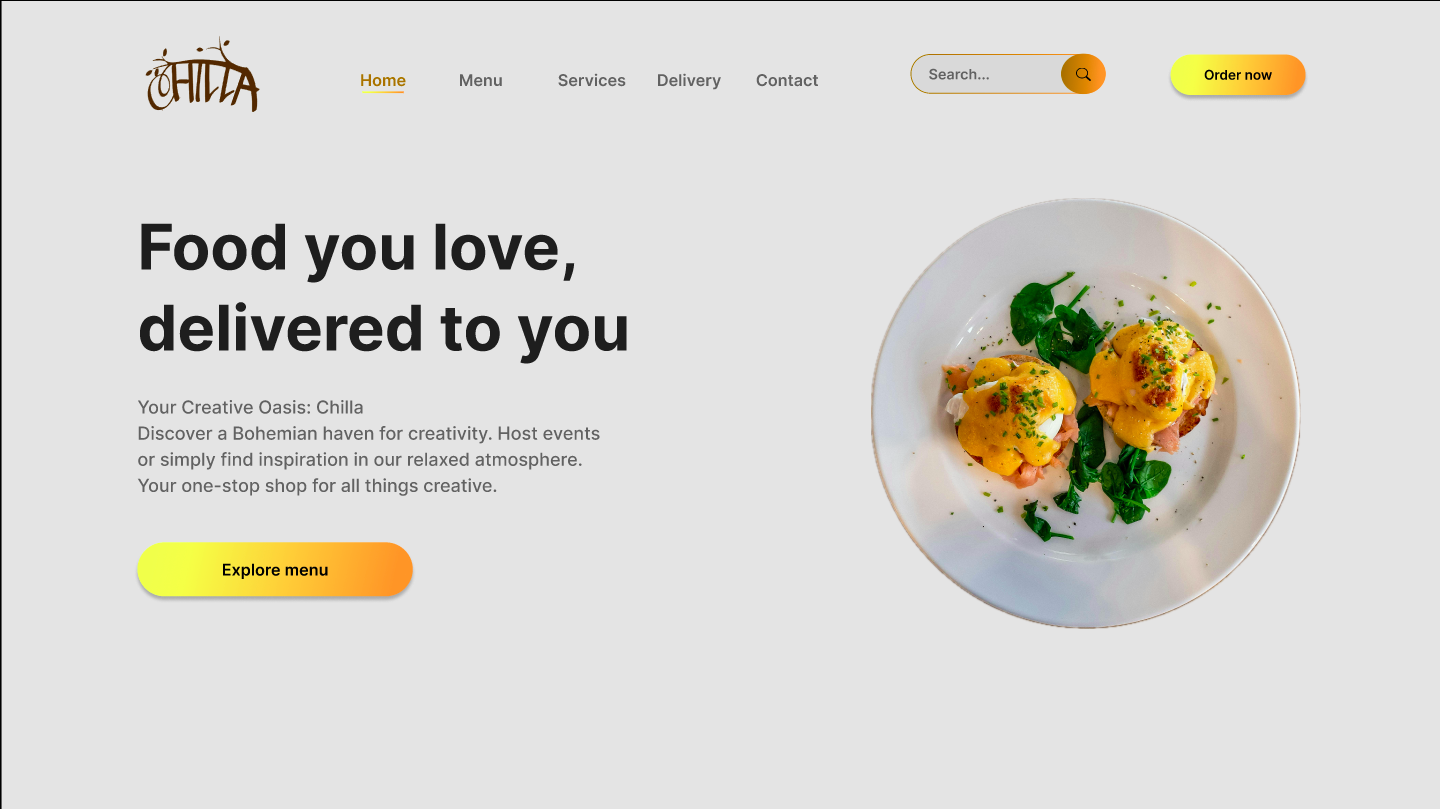 CHILLA
Home Menu Services Delivery Contact
Search...
Order now
Food you love,
delivered to you
Your Creative Oasis: Chilla
Discover a Bohemian haven for creativity. Host events
or simply find inspiration in our relaxed atmosphere.
Your one-stop shop for all things creative.
Explore menu